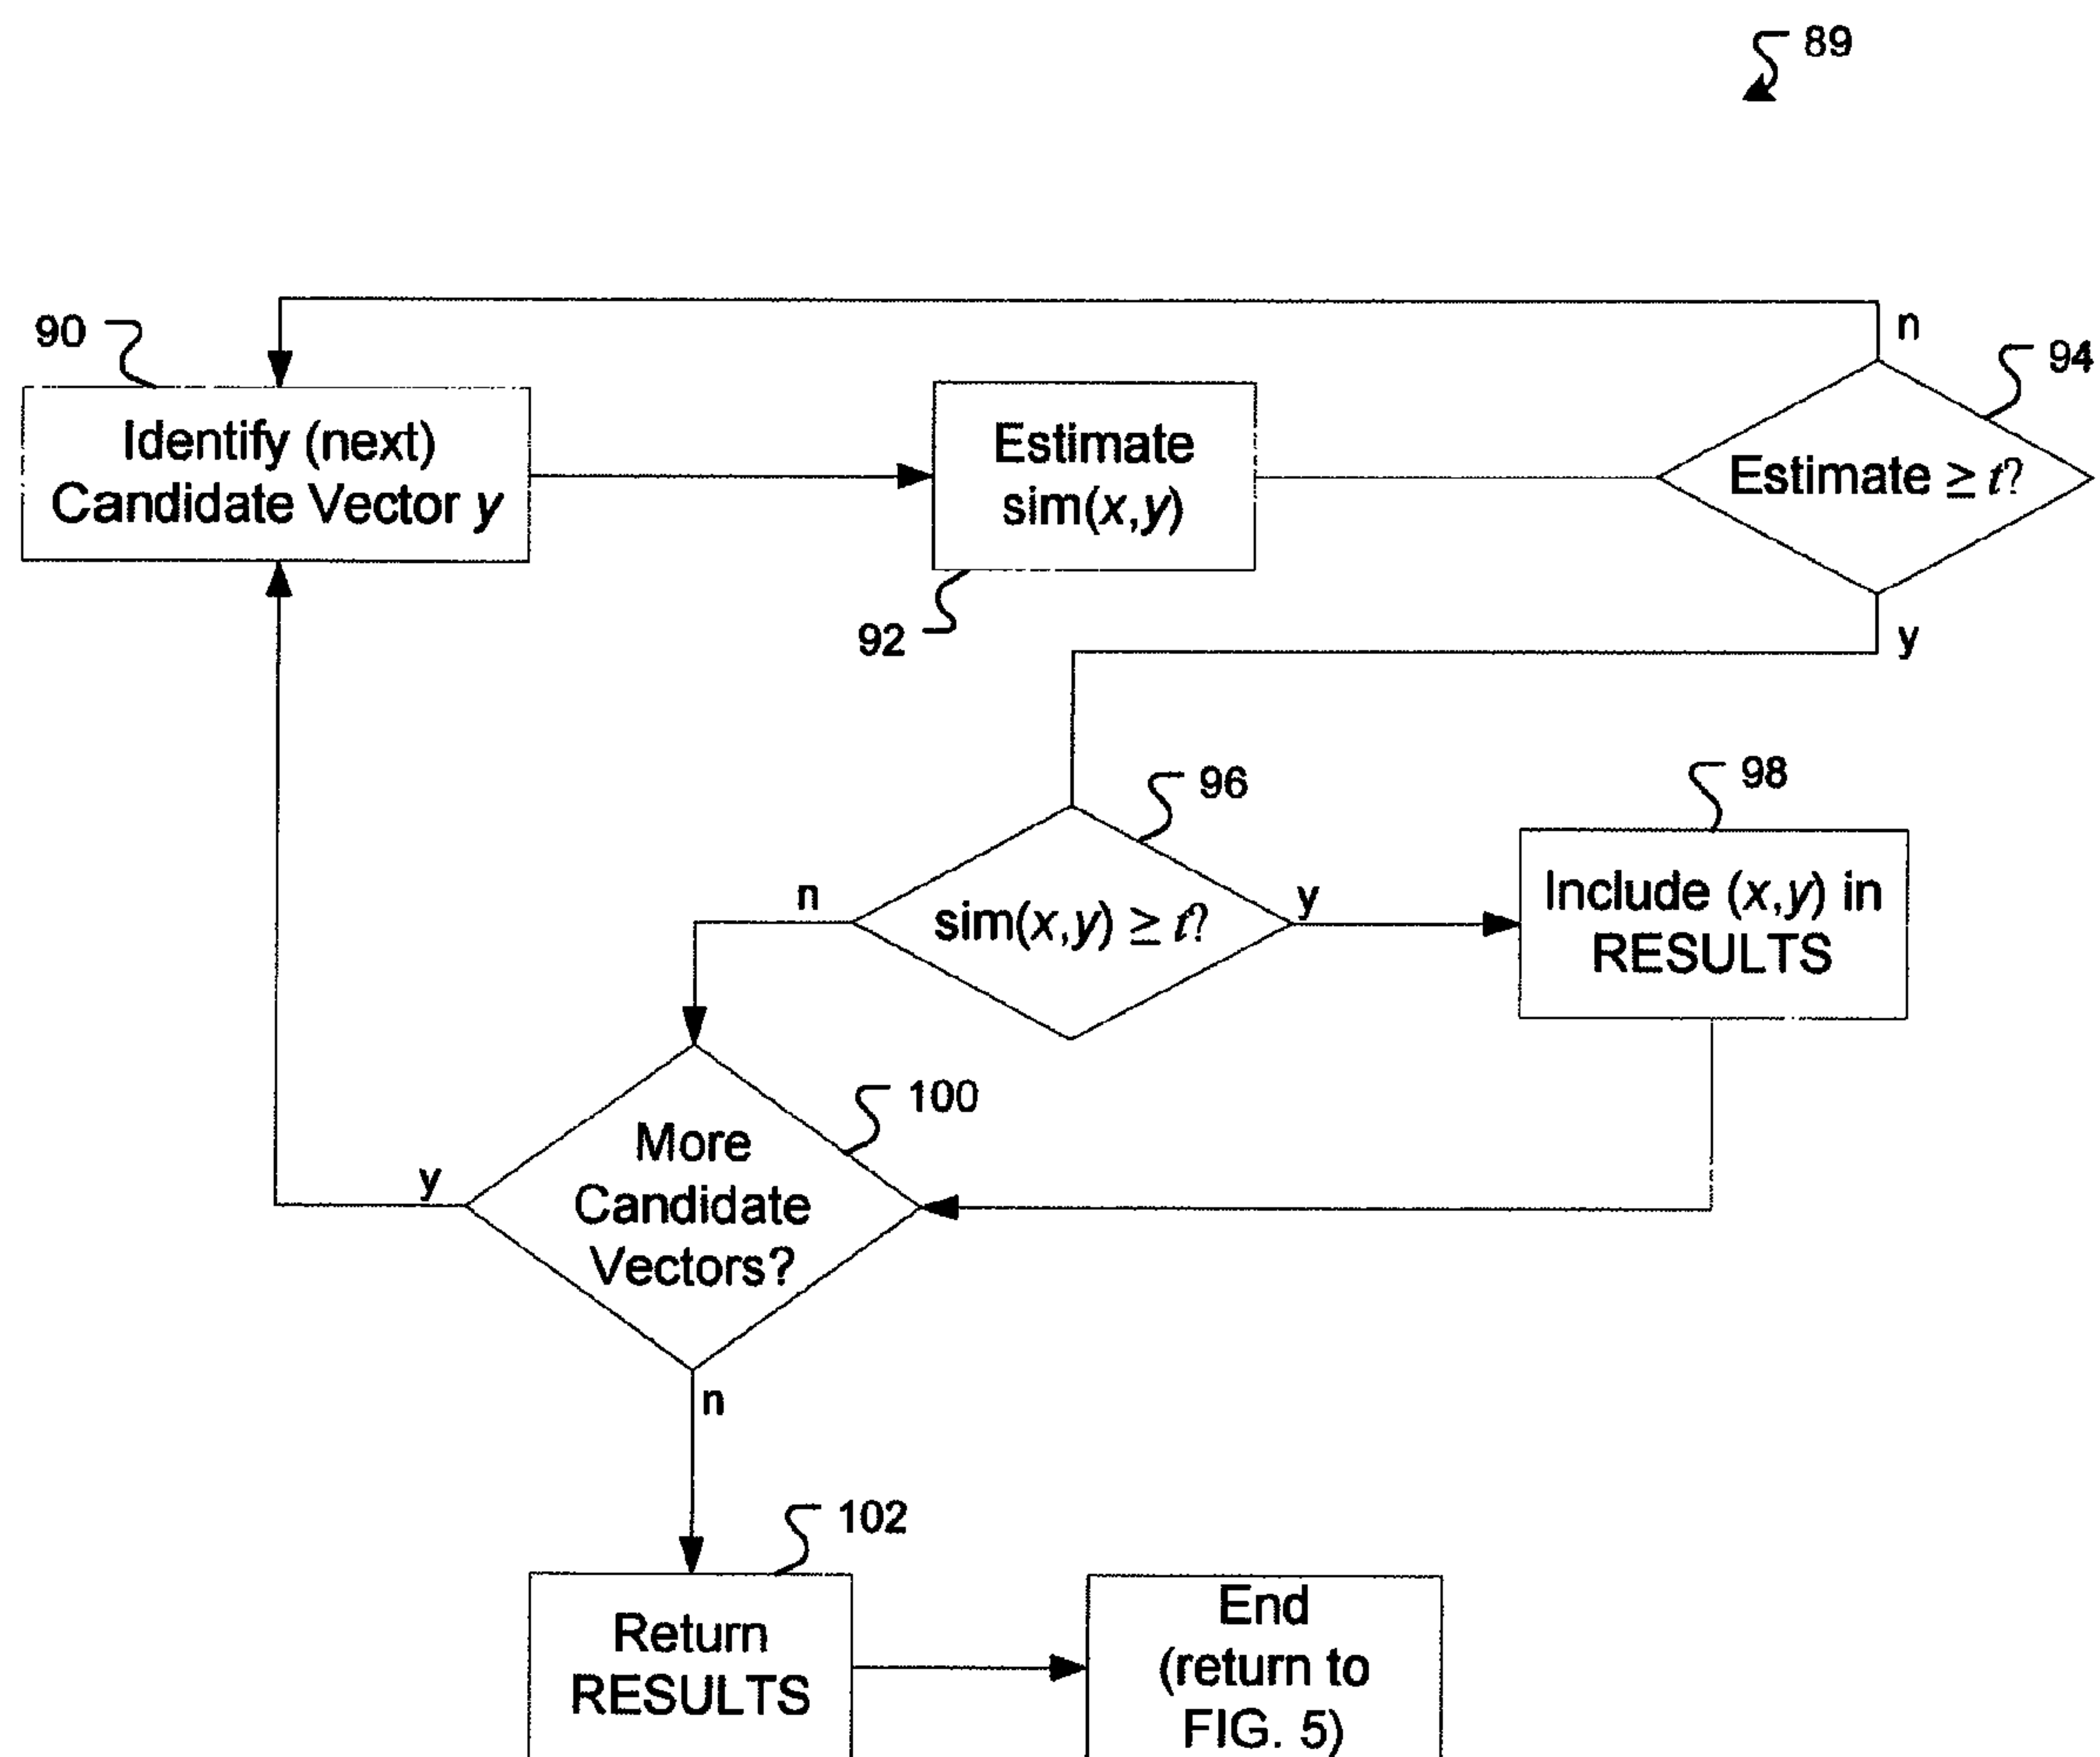 89
90
Identify (next)
Candidate Vector y
Estimate
sim(x,y)
92
n
94
Estimate ≥ t?
y
96
n
sim(x,y) ≥ t?
y
98
Include (x,y) in
RESULTS
100
y
More
Candidate
Vectors?
n
102
Return
RESULTS
End
(return to
FIG. 5)